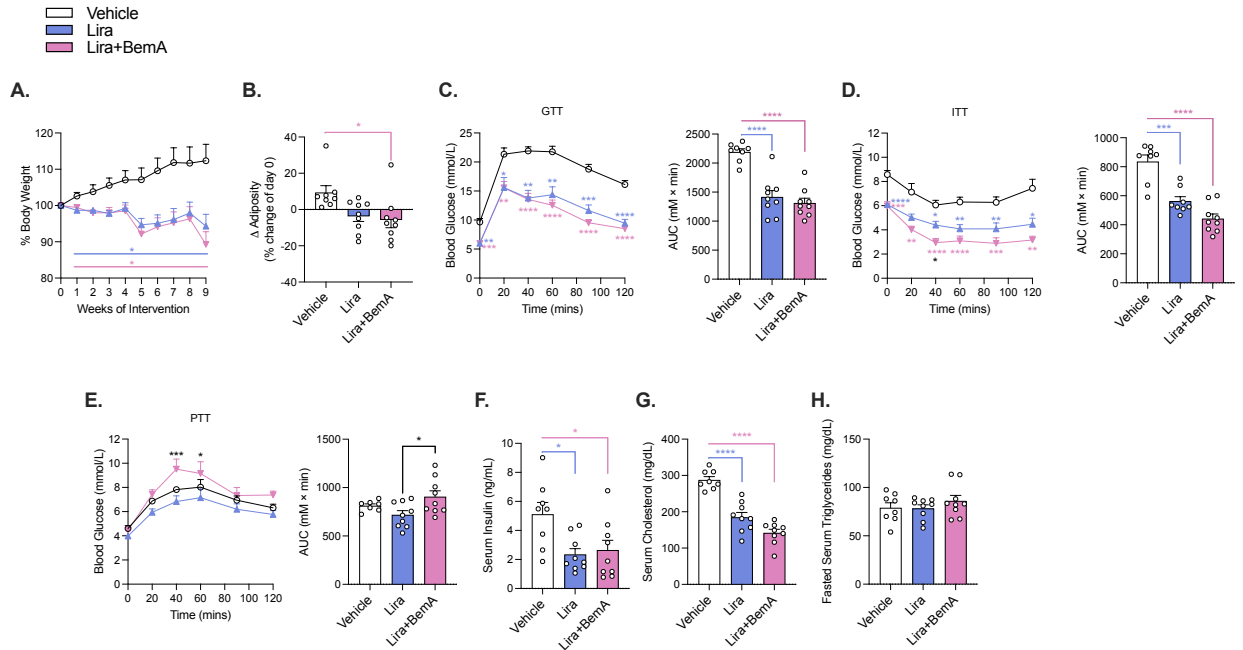 Vehicle
Lira
Lira+BemA
A.
% Body Weight
120
110
100
90
80
0 1 2 3 4 5 6 7 8 9
Weeks of Intervention
*
*
B.
Δ Adiposity
(% change of day 0)
40
20
0
-20
-40
*
Vehicle
Lira
Lira+BemA
C.
GTT
Blood Glucose (mmol/L)
30
25
20
15
10
5
0
0 20 40 60 80 100 120
Time (mins)
* ** ** *** ****
** *** ** **** **** **** ****
AUC (mM × min)
2500
2000
1500
1000
500
0
**** ****
Vehicle
Lira
Lira+BemA
D.
ITT
Blood Glucose (mmol/L)
12
10
8
6
4
2
0
0 20 40 60 80 100 120
Time (mins)
**** * ** ** *
** **** **** *** **
*
AUC (mM × min)
1000
800
600
400
200
0
*** ****
Vehicle
Lira
Lira+BemA
E.
PTT
Blood Glucose (mmol/L)
12
10
8
6
4
2
0
0 20 40 60 80 100 120
Time (mins)
*** *
AUC (mM × min)
1500
1000
500
0
*
Vehicle
Lira
Lira+BemA
F.
Serum Insulin (ng/mL)
10
8
6
4
2
0
* *
Vehicle
Lira
Lira+BemA
G.
Serum Cholesterol (mg/dL)
400
300
200
100
0
**** ****
Vehicle
Lira
Lira+BemA
H.
Fasted Serum Triglycerides (mg/dL)
150
100
50
0
Vehicle
Lira
Lira+BemA